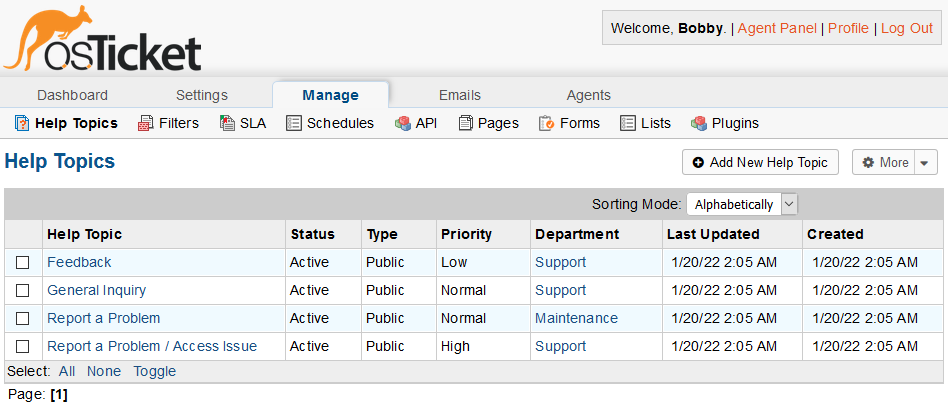 osTicket
Welcome, Bobby. | Agent Panel | Profile | Log Out
Dashboard Settings Manage Emails Agents
Help Topics Filters SLA Schedules API Pages Forms Lists Plugins
Help Topics Add New Help Topic More
Sorting Mode: Alphabetically
Help Topic Status Type Priority Department Last Updated Created
Feedback Active Public Low Support 1/20/22 2:05 AM 1/20/22 2:05 AM
General Inquiry Active Public Normal Support 1/20/22 2:05 AM 1/20/22 2:05 AM
Report a Problem Active Public Normal Maintenance 1/20/22 2:05 AM 1/20/22 2:05 AM
Report a Problem / Access Issue Active Public High Support 1/20/22 2:05 AM 1/20/22 2:05 AM
Select: All None Toggle
Page: [1]